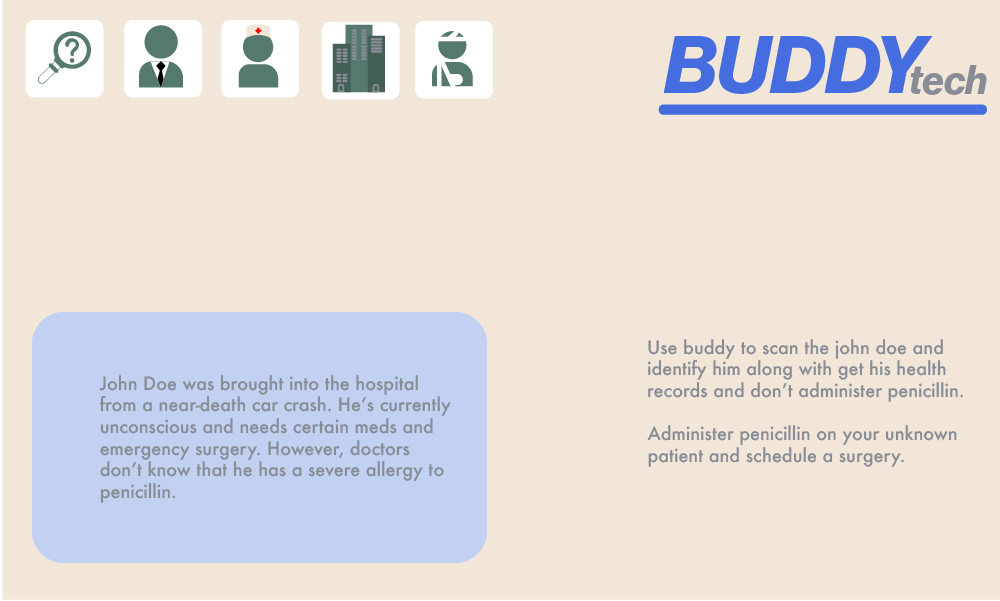 ?
BUDDYtech
John Doe was brought into the hospital
from a near-death car crash. He's currently
unconscious and needs certain meds and
emergency surgery. However, doctors
don't know that he has a severe allergy to
penicillin.
Use buddy to scan the john doe and
identify him along with get his health
records and don't administer penicillin.
Administer penicillin on your unknown
patient and schedule a surgery.